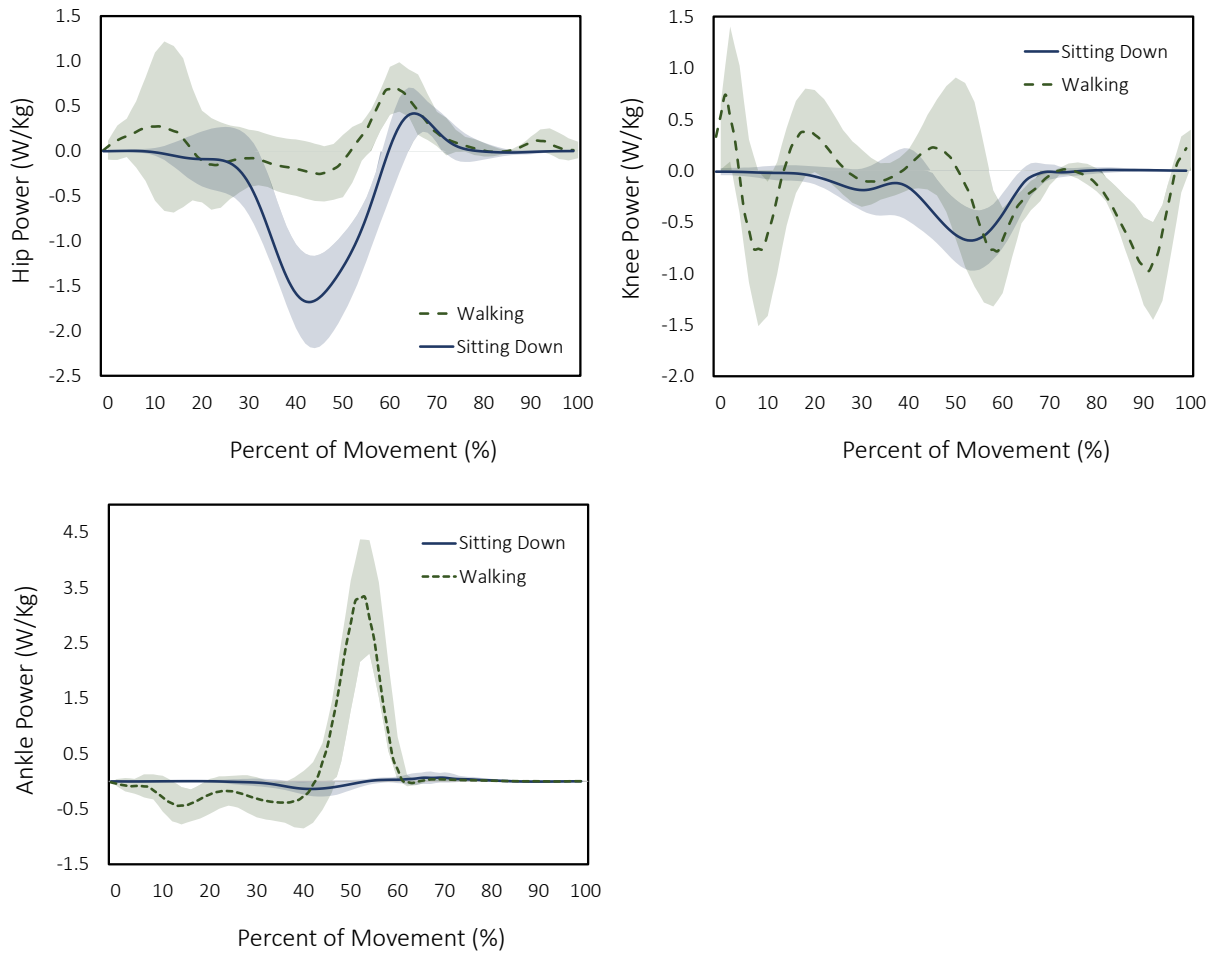 1.5
1.0
0.5
0.0
-0.5
-1.0
-1.5
-2.0
-2.5
Hip Power (W/Kg)
Walking
Sitting Down
0 10 20 30 40 50 60 70 80 90 100
Percent of Movement (%)
1.5
1.0
0.5
0.0
-0.5
-1.0
-1.5
-2.0
Knee Power (W/Kg)
Sitting Down
Walking
0 10 20 30 40 50 60 70 80 90 100
Percent of Movement (%)
4.5
3.5
2.5
1.5
0.5
-0.5
-1.5
Ankle Power (W/Kg)
Sitting Down
Walking
0 10 20 30 40 50 60 70 80 90 100
Percent of Movement (%)